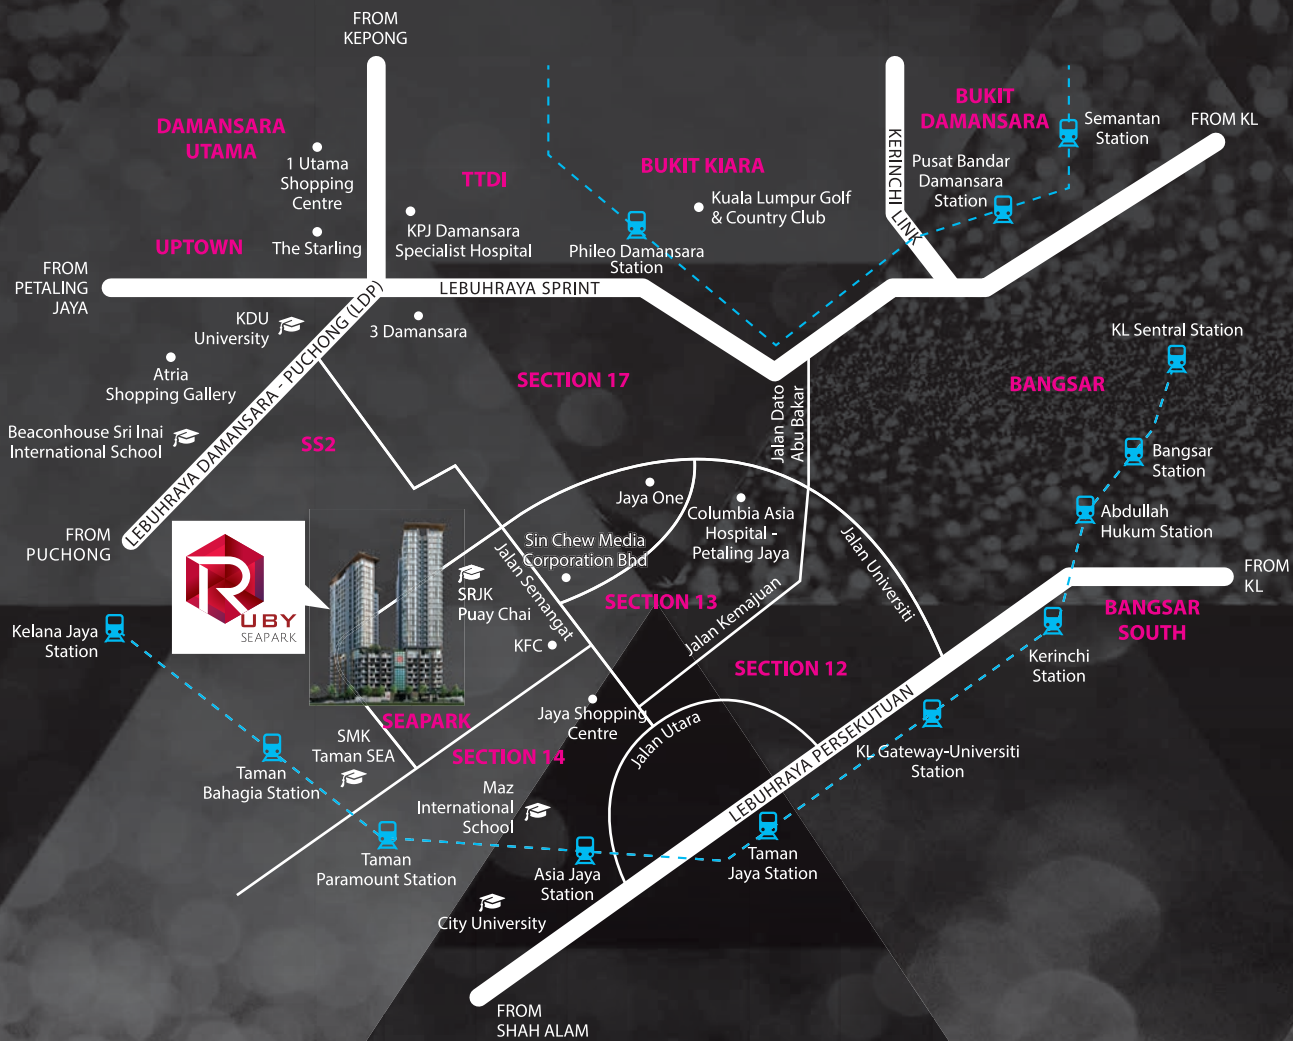 FROM
KEPONG
DAMANSARA
UTAMA
1 Utama
Shopping
Centre
TTDI
BUKIT KIARA
BUKIT
DAMANSARA
Semantan
Station
FROM KL
Pusat Bandar
Damansara
Station
KERINCHI LINK
Kuala Lumpur Golf
& Country Club
KPJ Damansara
Specialist Hospital
UPTOWN
The Starling
Phileo Damansara
Station
FROM
PETALING
JAYA
LEBUHRAYA SPRINT
KDU
University
3 Damansara
KL Sentral Station
Atria
Shopping Gallery
LEBUHRAYA DAMANSARA - PUCHONG (LDP)
SECTION 17
BANGSAR
Jalan Dato
Abu Bakar
Beaconhouse Sri Inai
International School
SS2
Bangsar
Station
Jaya One
Columbia Asia
Hospital -
Petaling Jaya
Abdullah
Hukum Station
FROM
PUCHONG
Sin Chew Media
Corporation Bhd
Jalan Semangat
Jalan Universiti
FROM
KL
RUBY
SEAPARK
SRJK
Puay Chai
SECTION 13
BANGSAR
SOUTH
Kelana Jaya
Station
KFC
Jalan Kemajuan
Kerinchi
Station
SECTION 12
SEAPARK
Jaya Shopping
Centre
Jalan Utara
LEBUHRAYA PERSEKUTUAN
KL Gateway-Universiti
Station
SMK
Taman SEA
SECTION 14
Taman
Bahagia Station
Maz
International
School
Taman
Paramount Station
Asia Jaya
Station
Taman
Jaya Station
City University
FROM
SHAH ALAM